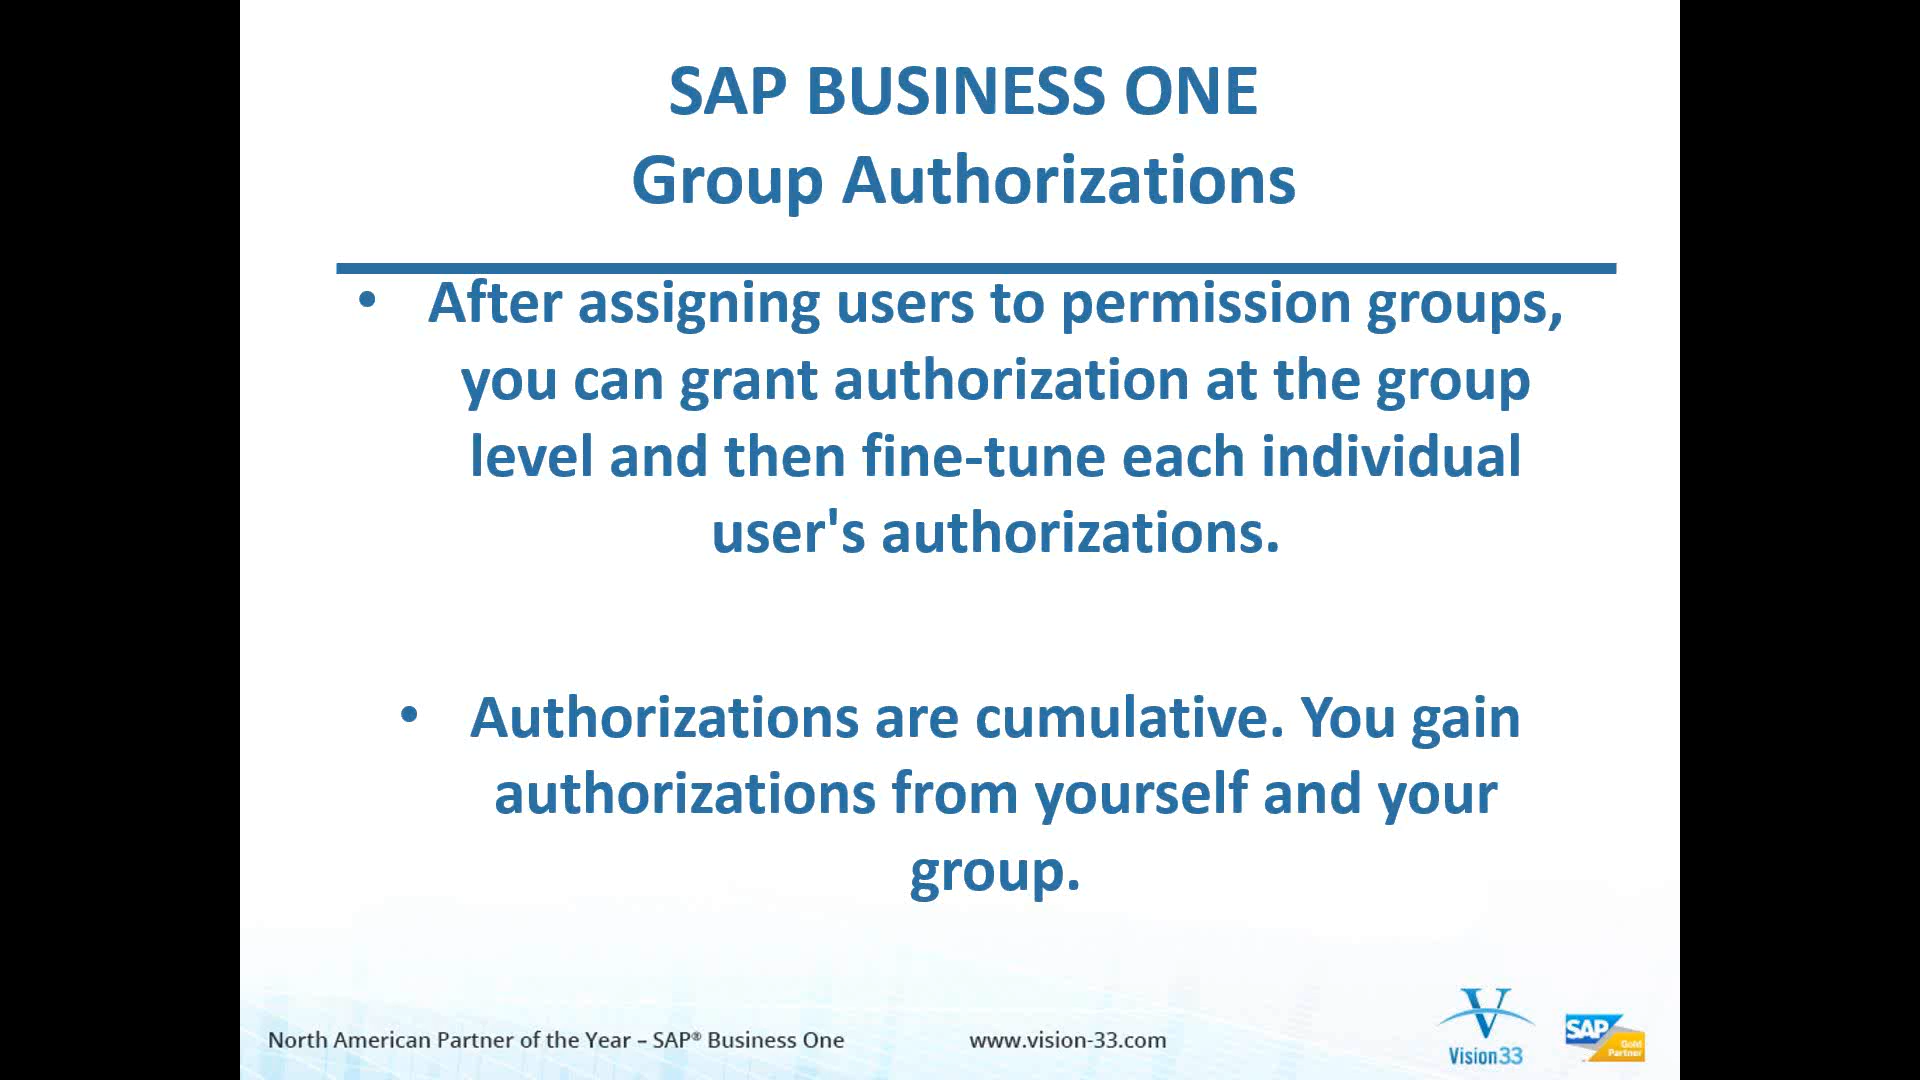 SAP BUSINESS ONE
Group Authorizations
• After assigning users to permission groups,
you can grant authorization at the group
level and then fine-tune each individual
user's authorizations.
• Authorizations are cumulative. You gain
authorizations from yourself and your
group.
North American Partner of the Year – SAP® Business One www.vision-33.com
V
Vision33
SAP
Gold
Partner